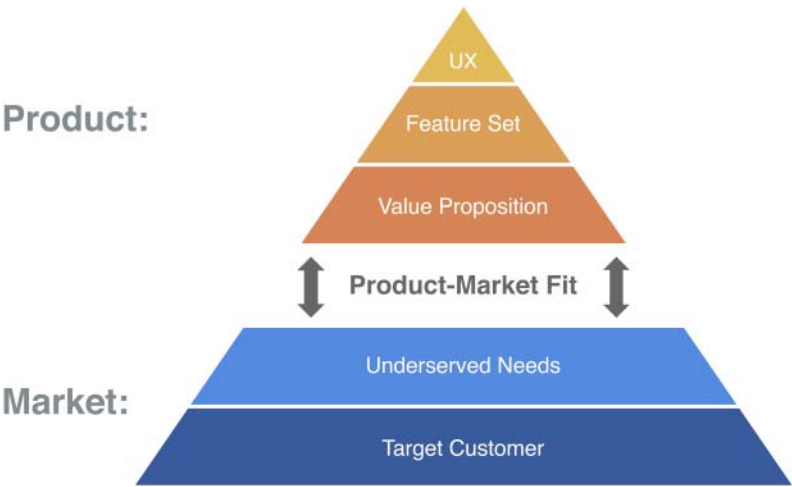 UX
Product:
Feature Set
Value Proposition
Product-Market Fit
Underserved Needs
Market:
Target Customer